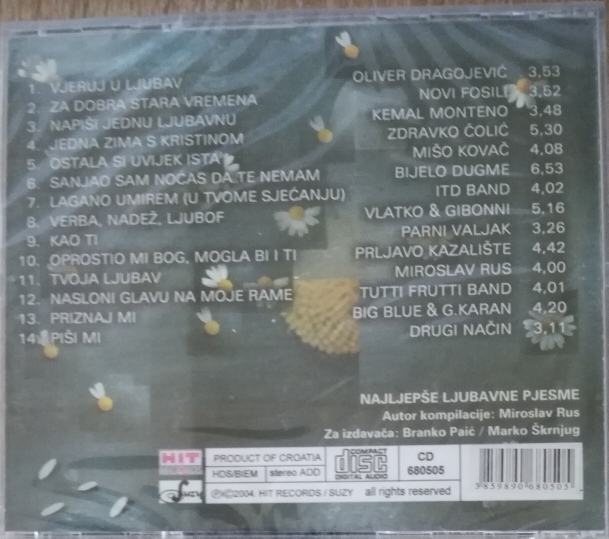 1. VJERUJ U LJUBAV OLIVER DRAGOJEVIĆ 3,53
2. ZA DOBRA STARA VREMENA NOVI FOSILI 3,52
3. NAPIŠI JEDNU LJUBAVNU KEMAL MONTENO 3,48
4. JEDNA ZIMA S KRISTINOM ZDRAVKO ČOLIĆ 5,30
5. OSTALA SI UVIJEK ISTA MIŠO KOVAČ 4,08
6. SANJAO SAM NOĆAS DA TE NEMAM BIJELO DUGME 6,53
7. LAGANO UMIREM (U TVOME SJEĆANJU) ITD BAND 4,02
8. VERBA, NADEŽ, LJUBOF VLATKO & GIBONNI 5,16
9. KAO TI PARNI VALJAK 3.26
10. OPROSTIO MI BOG, MOGLA BI I TI PRLJAVO KAZALIŠTE 4,42
11. TVOJA LJUBAV MIROSLAV RUS 4,00
12. NASLONI GLAVU NA MOJE RAME TUTTI FRUTTI BAND 4,01
13. PRIZNAJ MI BIG BLUE & G.KARAN 4,20
14. PIŠI MI DRUGI NAČIN 3,11
NAJLJEPŠE LJUBAVNE PJESME
Autor kompilacije: Miroslav Rus
Za izdavača: Branko Paić / Marko Škrnjug
HIT
PRODUCT OF CROATIA
HDS/BIEM stereo ADD
COMPACT
disc
DIGITAL AUDIO
CD
680505
Suzy
℗©2004. HIT RECORDS / SUZY all rights reserved
3859890680505